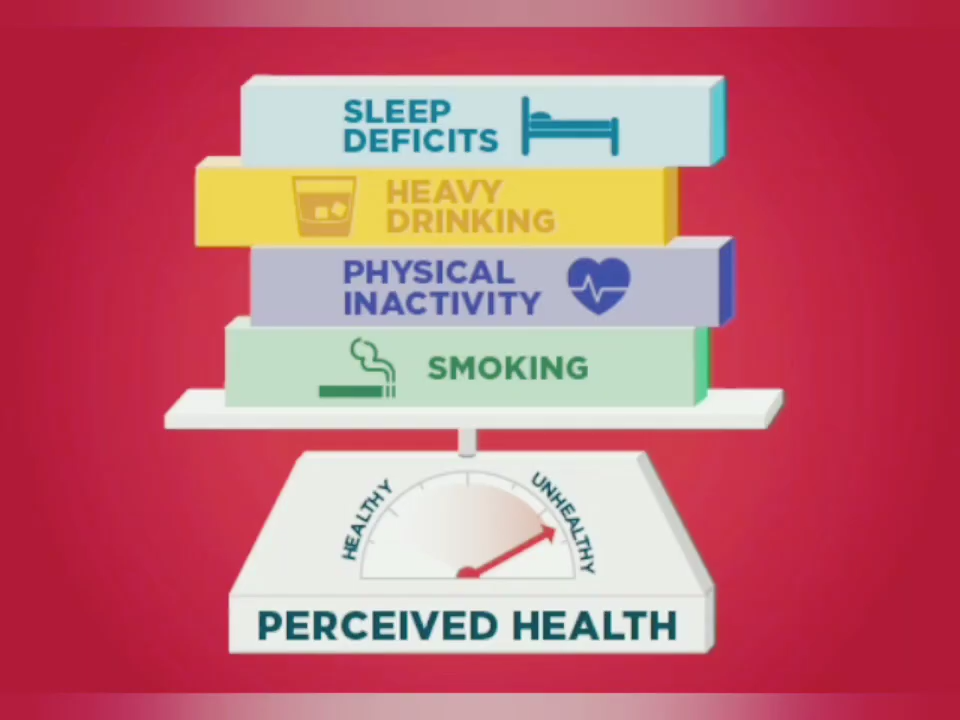 SLEEP
DEFICITS
HEAVY
DRINKING
PHYSICAL
INACTIVITY
SMOKING
HEALTHY
UNHEALTHY
PERCEIVED HEALTH